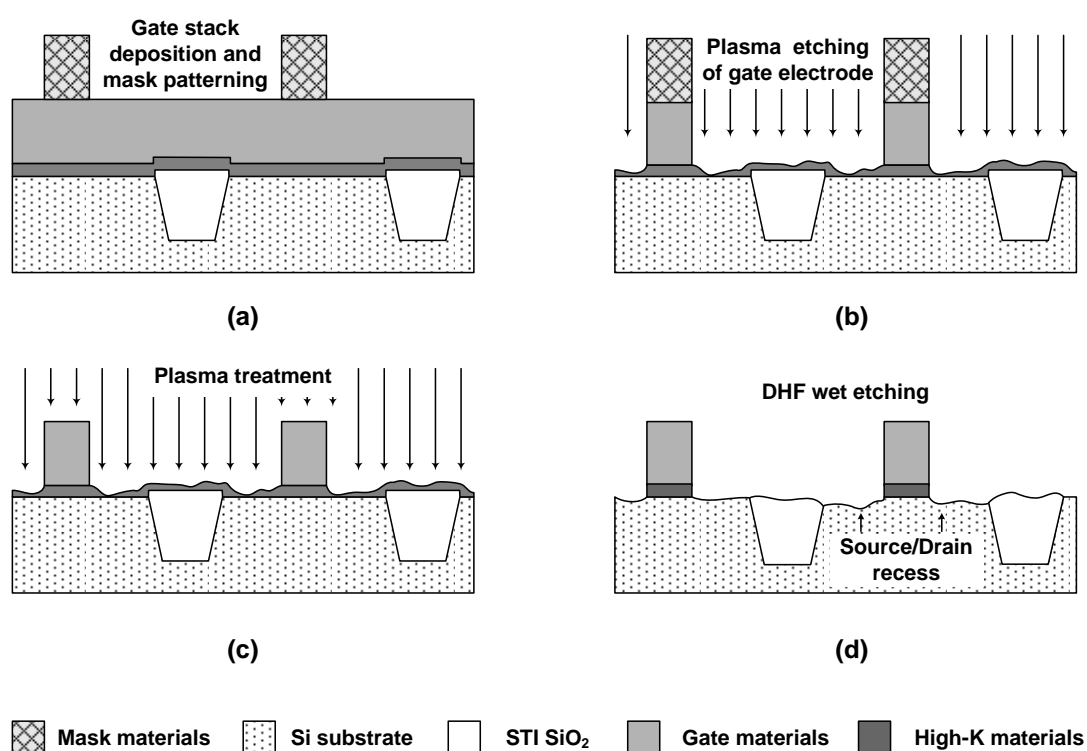 Gate stack
deposition and
mask patterning
(a)
Plasma etching
of gate electrode
(b)
Plasma treatment
(c)
DHF wet etching
Source/Drain
recess
(d)
Mask materials
Si substrate
STI SiO₂
Gate materials
High-K materials